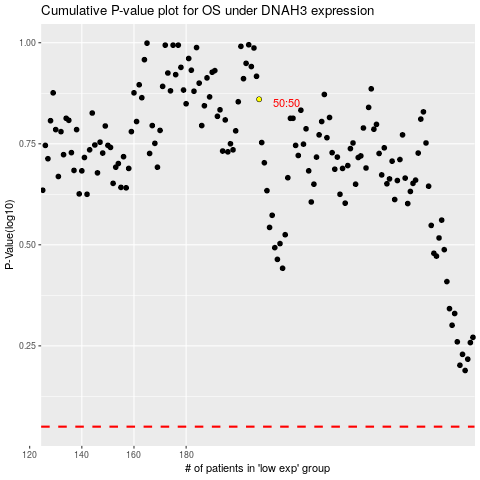 Cumulative P-value plot for OS under DNAH3 expression
1.00
50:50
0.75
0.50
0.25
P-Value(log10)
120 140 160 180
# of patients in 'low exp' group